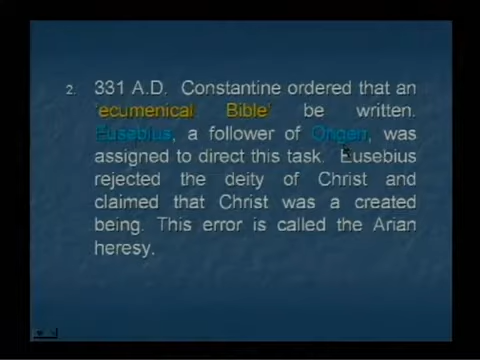 2. 331 A.D. Constantine ordered that an
'ecumenical Bible' be written.
Eusebius, a follower of Origen, was
assigned to direct this task. Eusebius
rejected the deity of Christ and
claimed that Christ was a created
being. This error is called the Arian
heresy.